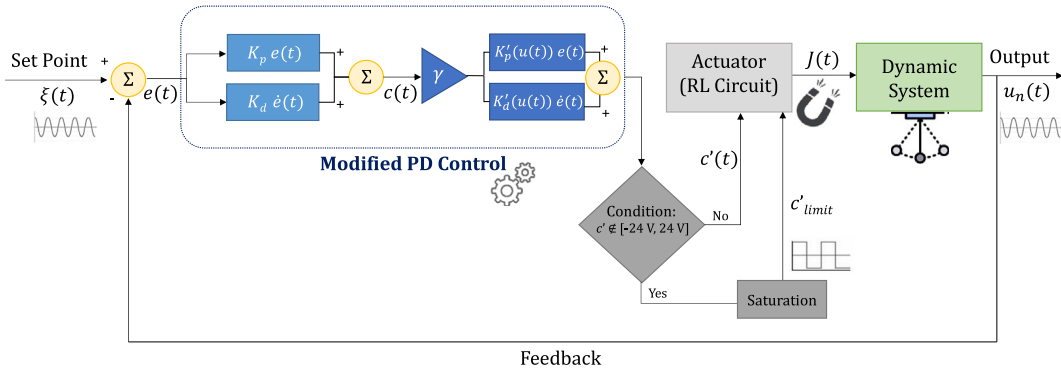 Set Point
ξ(t)
+
-
Σ
e(t)
K_p e(t)
K_d ė(t)
+
+
Σ
c(t)
γ
K'_p(u(t)) e(t)
K'_d(u(t)) ė(t)
+
+
Σ
Modified PD Control
Condition:
c' ∉ [-24 V, 24 V]
No
Yes
c'(t)
Saturation
c'_limit
Actuator
(RL Circuit)
J(t)
Dynamic
System
Output
u_n(t)
Feedback